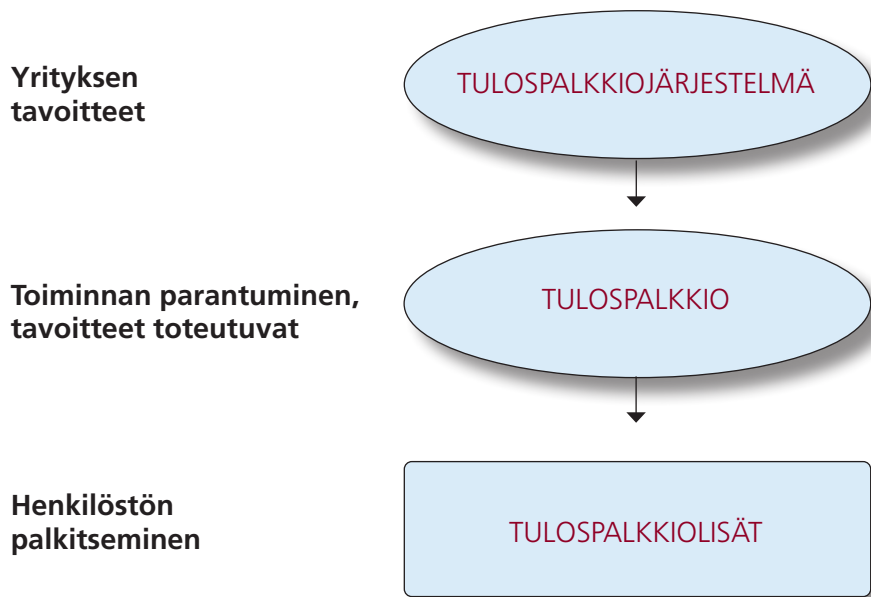 Yrityksen
tavoitteet
TULOSPALKKIOJÄRJESTELMÄ
Toiminnan parantuminen,
tavoitteet toteutuvat
TULOSPALKKIO
Henkilöstön
palkitseminen
TULOSPALKKIOLISÄT